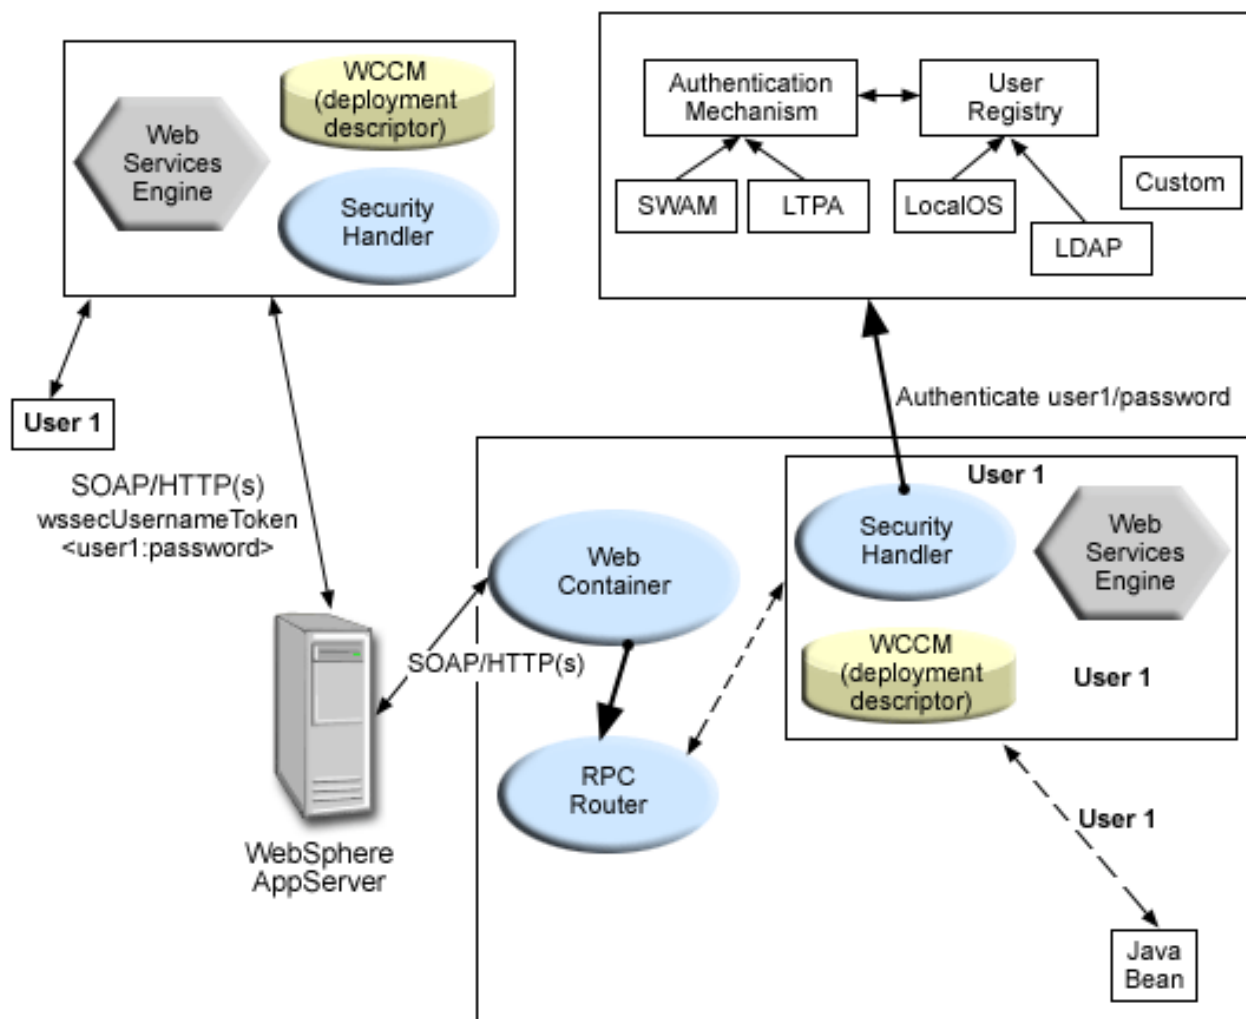 WCCM
(deployment
descriptor)
Web
Services
Engine
Security
Handler
Authentication
Mechanism
User
Registry
SWAM
LTPA
LocalOS
LDAP
Custom
User 1
SOAP/HTTP(s)
wssecUsernameToken
<user1:password>
Authenticate user1/password
WebSphere
AppServer
SOAP/HTTP(s)
Web
Container
RPC
Router
User 1
Security
Handler
Web
Services
Engine
WCCM
(deployment
descriptor)
User 1
User 1
Java
Bean